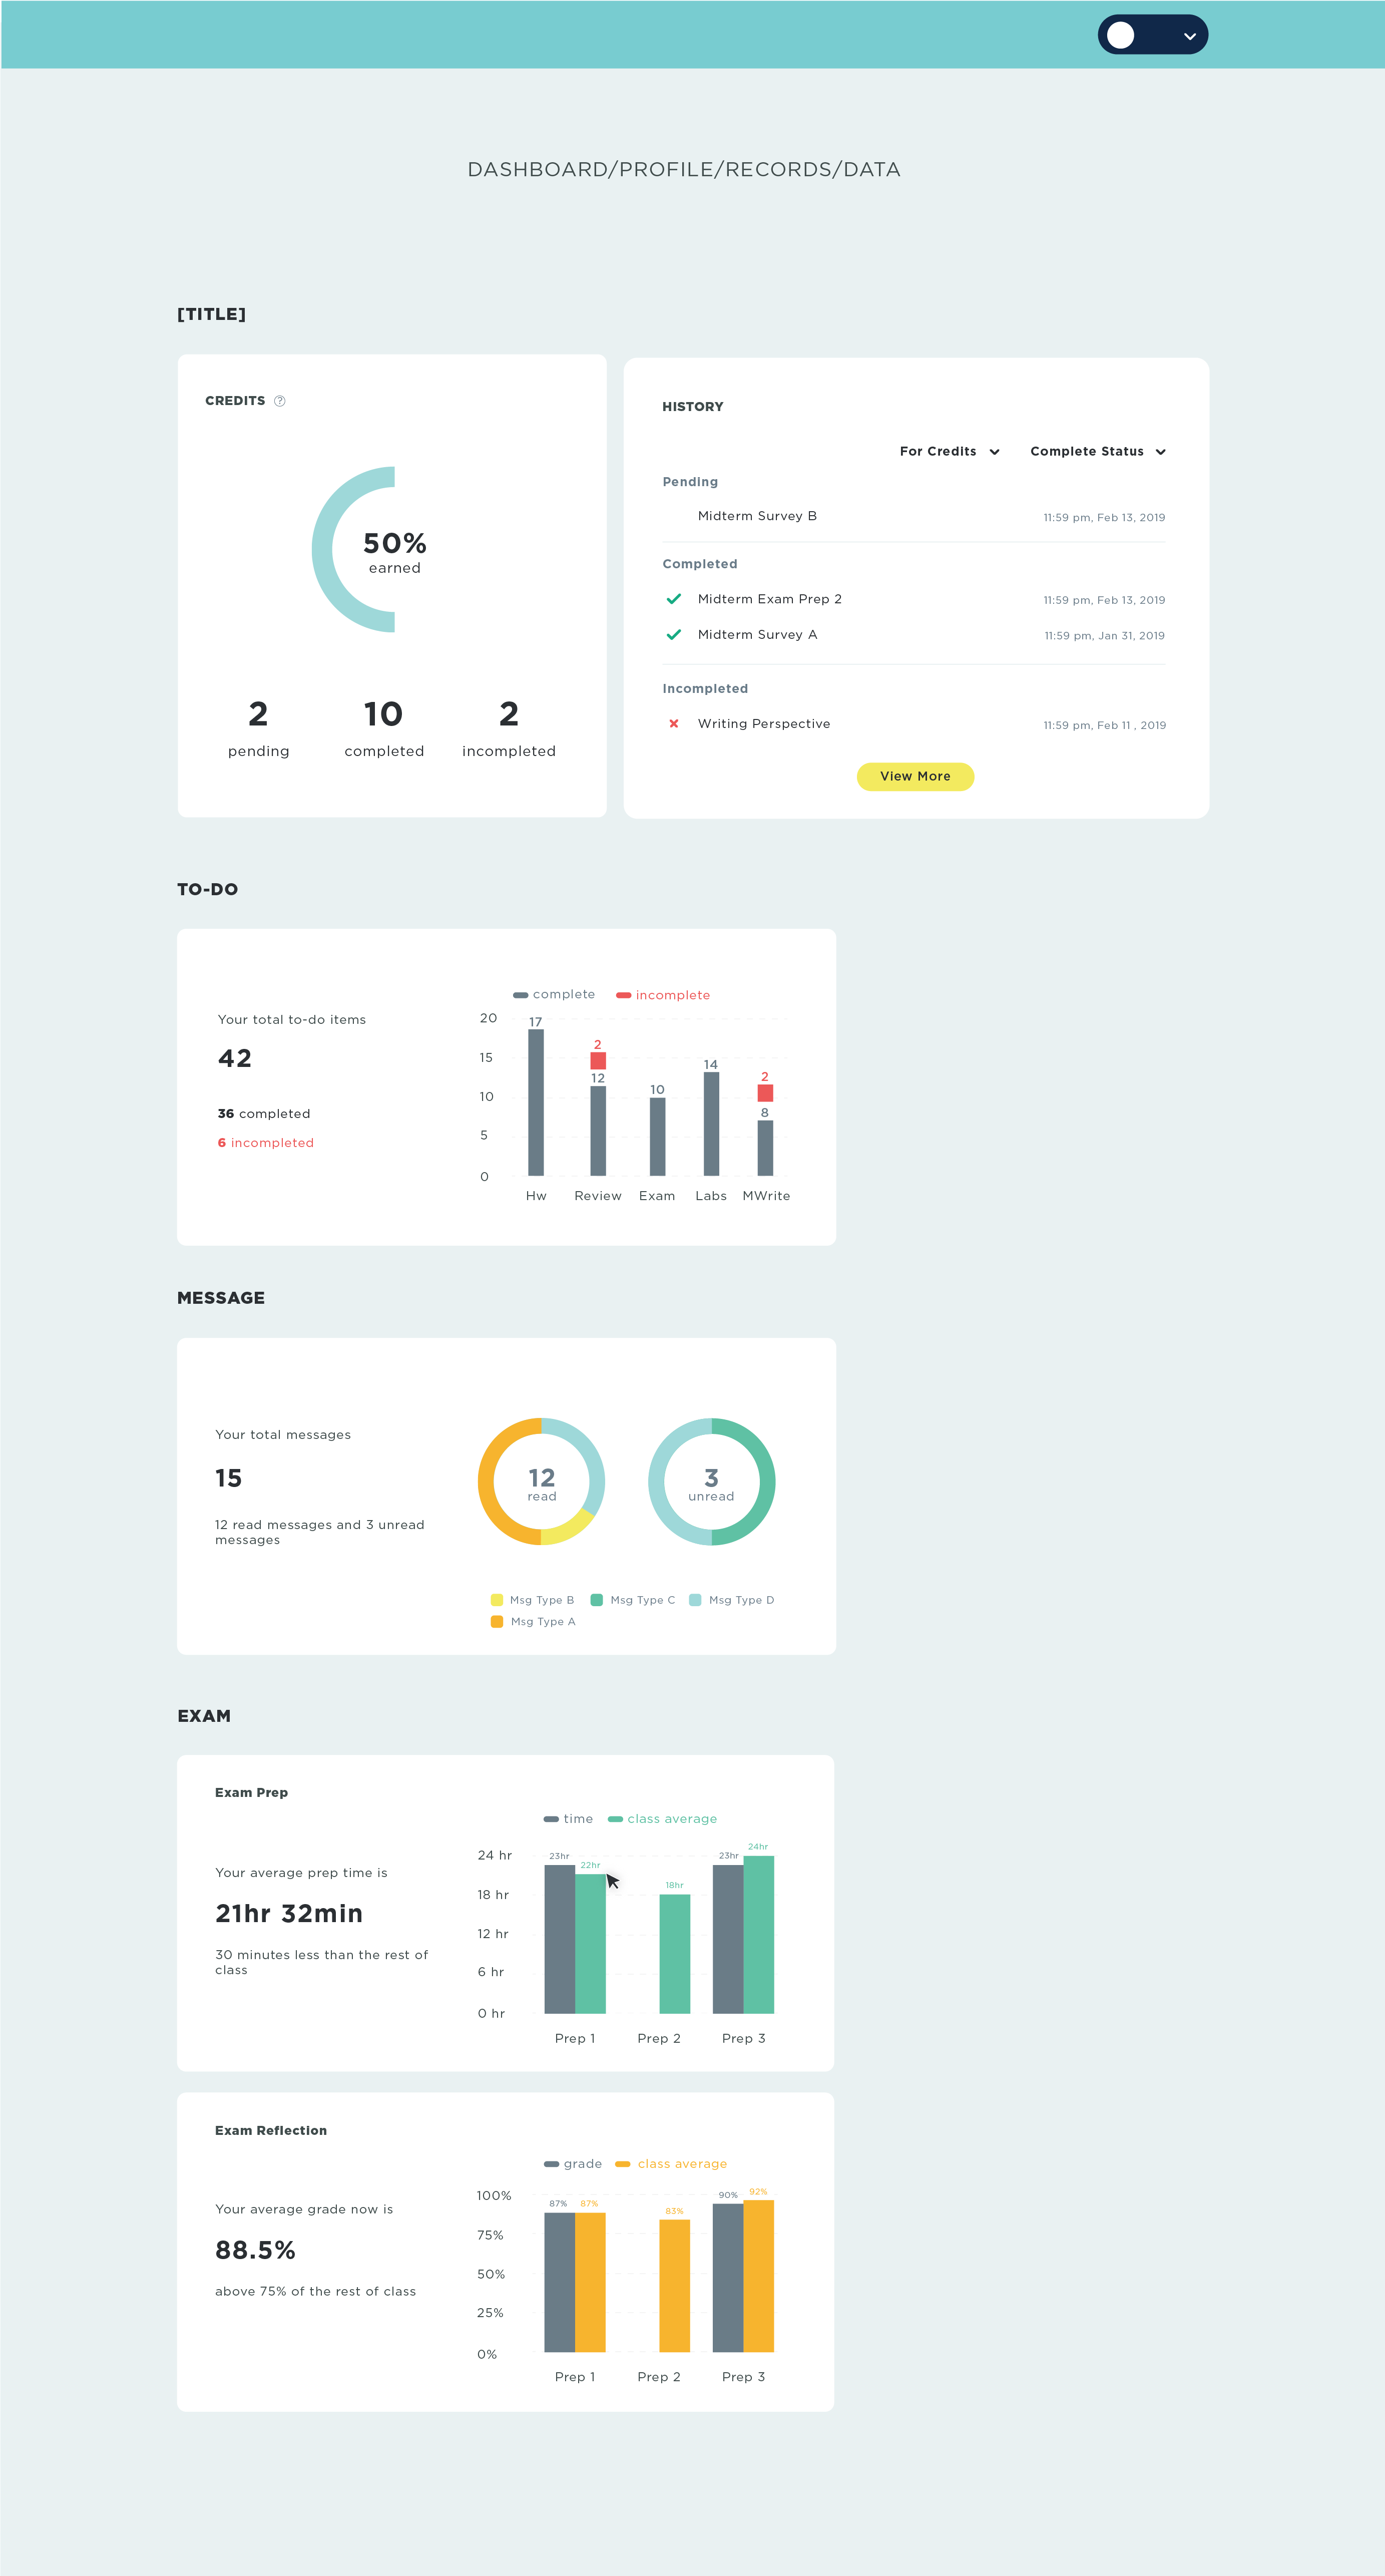 DASHBOARD/PROFILE/RECORDS/DATA
[TITLE]
CREDITS ?
50%
earned
2 10 2
pending completed incompleted
HISTORY
For Credits Complete Status
Pending
Midterm Survey B 11:59 pm, Feb 13, 2019
Completed
Midterm Exam Prep 2 11:59 pm, Feb 13, 2019
Midterm Survey A 11:59 pm, Jan 31, 2019
Incompleted
Writing Perspective 11:59 pm, Feb 11 , 2019
View More
TO-DO
Your total to-do items
42
36 completed
6 incompleted
complete incomplete
20
15
10
5
0
17
2
12
10
14
2
8
Hw Review Exam Labs MWrite
MESSAGE
Your total messages
15
12 read messages and 3 unread
messages
12
read
3
unread
Msg Type B Msg Type C Msg Type D
Msg Type A
EXAM
Exam Prep
Your average prep time is
21hr 32min
30 minutes less than the rest of
class
time class average
24 hr
18 hr
12 hr
6 hr
0 hr
23hr
22hr
18hr
23hr
24hr
Prep 1 Prep 2 Prep 3
Exam Reflection
Your average grade now is
88.5%
above 75% of the rest of class
grade class average
100%
75%
50%
25%
0%
87% 87%
83%
90%
92%
Prep 1 Prep 2 Prep 3